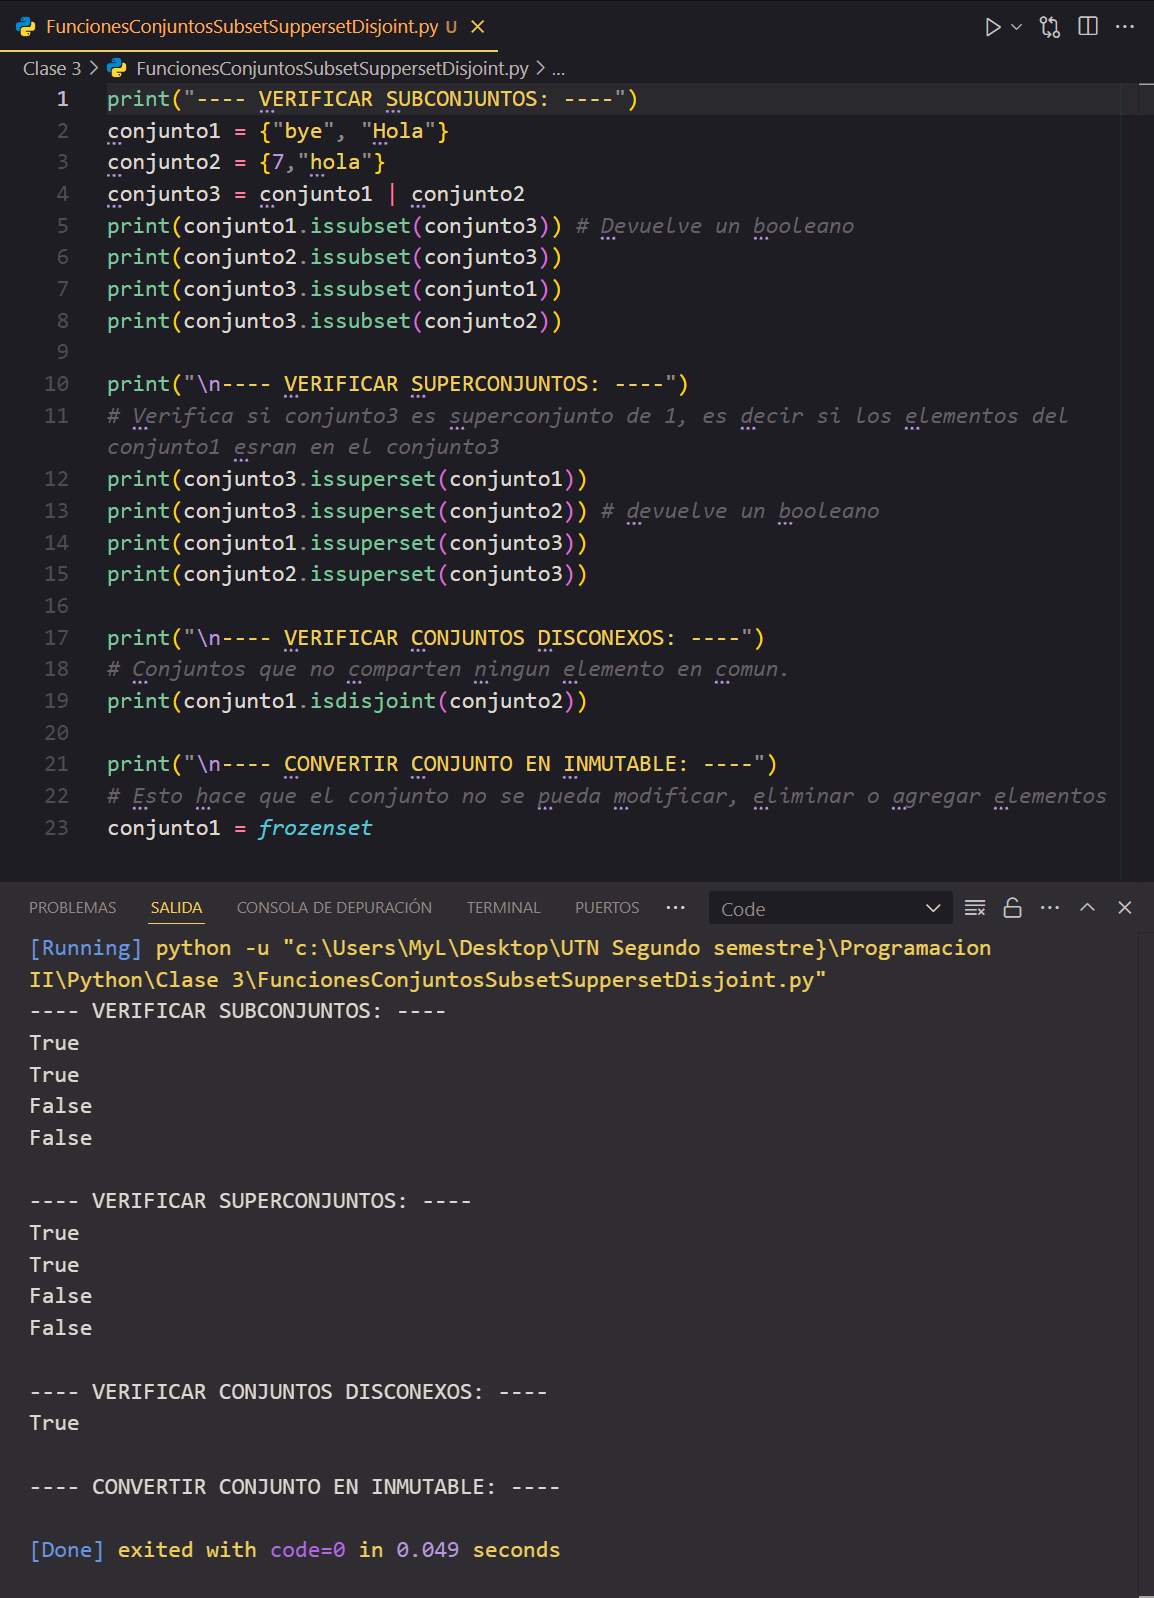 FuncionesConjuntosSubsetSuppersetDisjoint.py U
Clase 3 > FuncionesConjuntosSubsetSuppersetDisjoint.py > ...
1 print("---- VERIFICAR SUBCONJUNTOS: ----")
2 conjunto1 = {"bye", "Hola"}
3 conjunto2 = {7,"hola"}
4 conjunto3 = conjunto1 | conjunto2
5 print(conjunto1.issubset(conjunto3)) # Devuelve un booleano
6 print(conjunto2.issubset(conjunto3))
7 print(conjunto3.issubset(conjunto1))
8 print(conjunto3.issubset(conjunto2))
9
10 print("\n---- VERIFICAR SUPERCONJUNTOS: ----")
11 # Verifica si conjunto3 es superconjunto de 1, es decir si los elementos del
conjunto1 esran en el conjunto3
12 print(conjunto3.issuperset(conjunto1))
13 print(conjunto3.issuperset(conjunto2)) # devuelve un booleano
14 print(conjunto1.issuperset(conjunto3))
15 print(conjunto2.issuperset(conjunto3))
16
17 print("\n---- VERIFICAR CONJUNTOS DISCONEXOS: ----")
18 # Conjuntos que no comparten ningun elemento en comun.
19 print(conjunto1.isdisjoint(conjunto2))
20
21 print("\n---- CONVERTIR CONJUNTO EN INMUTABLE: ----")
22 # Esto hace que el conjunto no se pueda modificar, eliminar o agregar elementos
23 conjunto1 = frozenset
PROBLEMAS SALIDA CONSOLA DE DEPURACIÓN TERMINAL PUERTOS ... Code
[Running] python -u "c:\Users\MyL\Desktop\UTN Segundo semestre}\Programacion
II\Python\Clase 3\FuncionesConjuntosSubsetSuppersetDisjoint.py"
---- VERIFICAR SUBCONJUNTOS: ----
True
True
False
False
---- VERIFICAR SUPERCONJUNTOS: ----
True
True
False
False
---- VERIFICAR CONJUNTOS DISCONEXOS: ----
True
---- CONVERTIR CONJUNTO EN INMUTABLE: ----
[Done] exited with code=0 in 0.049 seconds